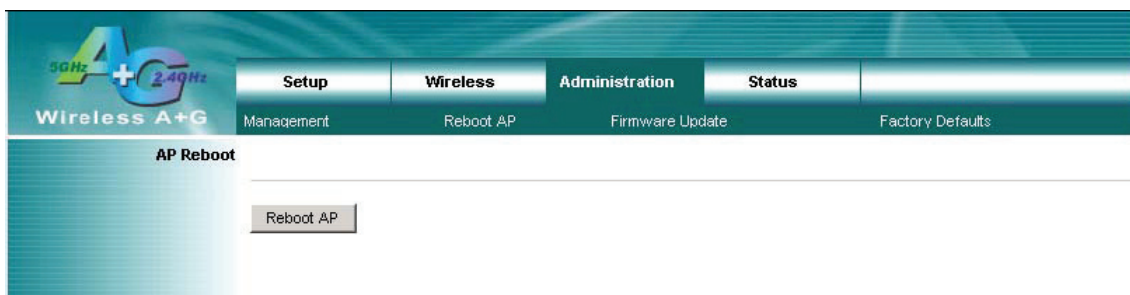 5GHz A+G 2.4GHz
Wireless A+G
Setup Wireless Administration Status
Management Reboot AP Firmware Update Factory Defaults
AP Reboot
Reboot AP